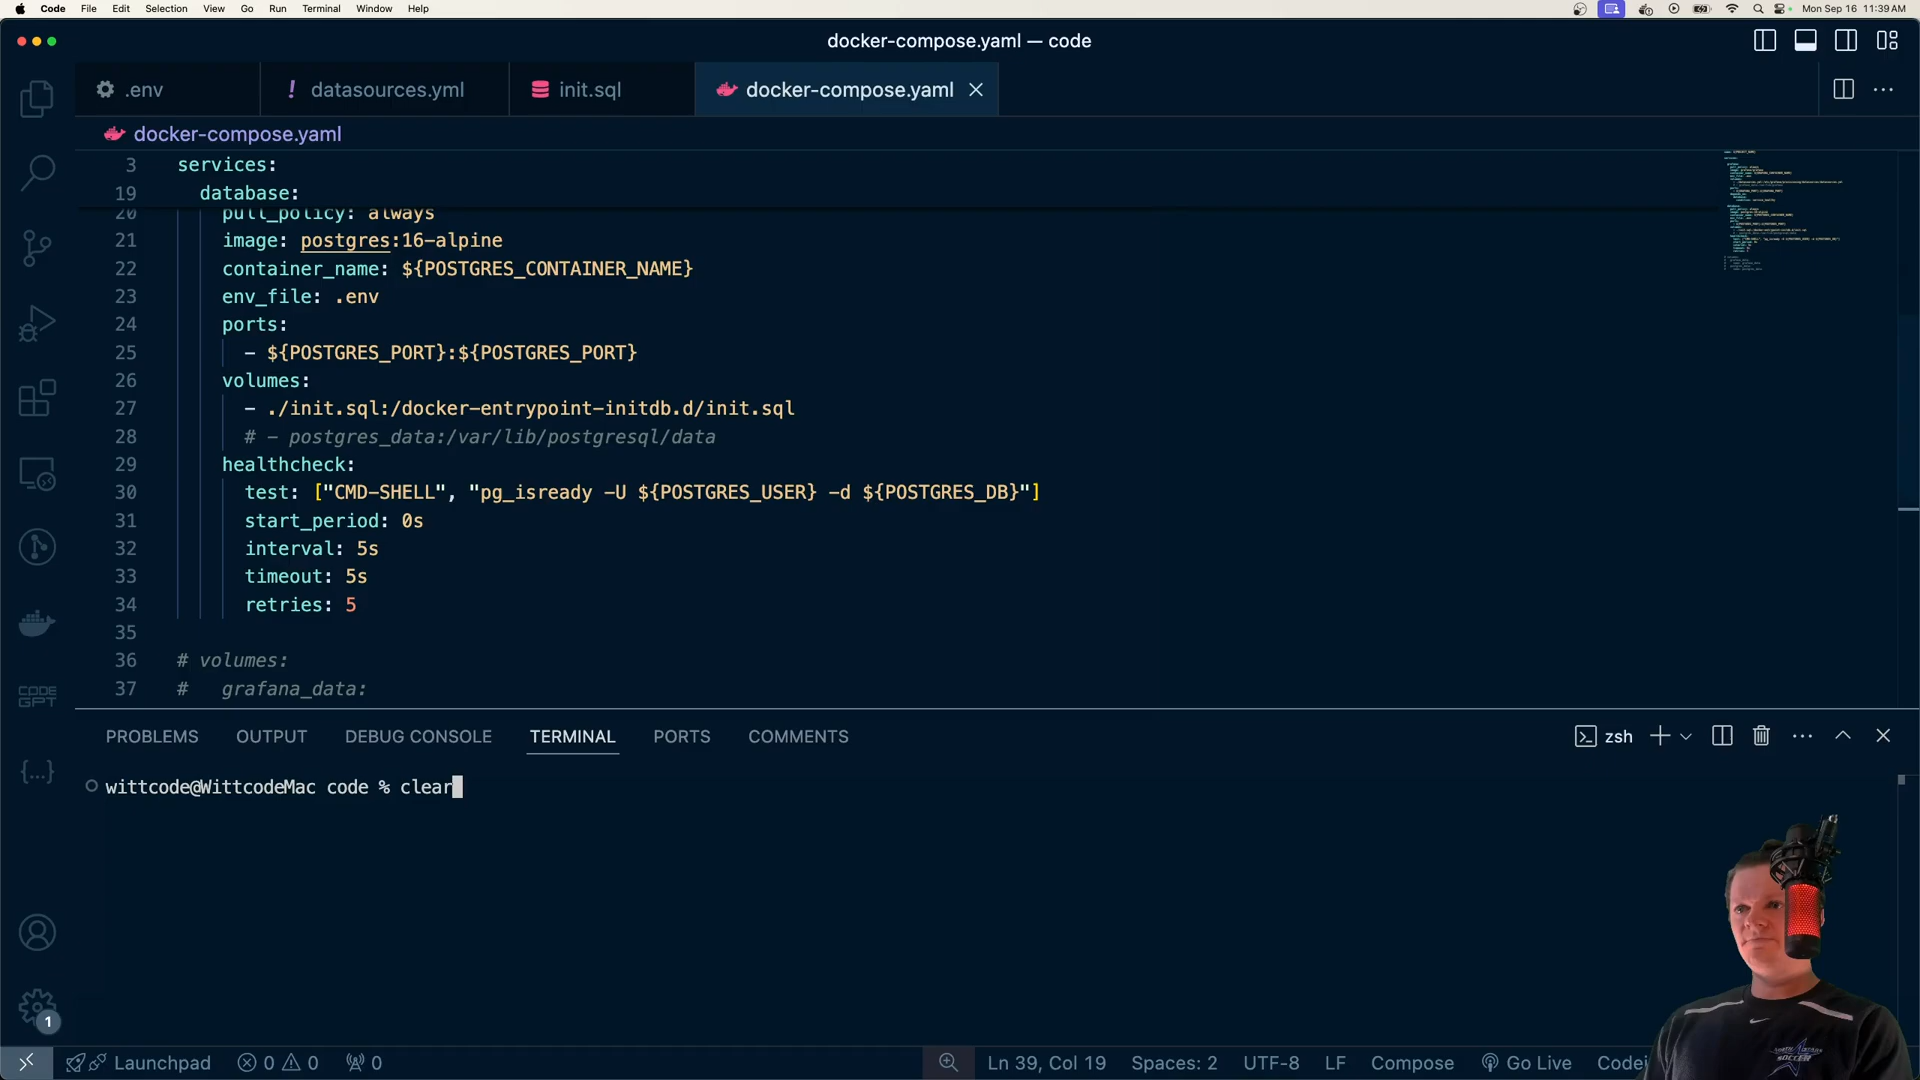 Code File Edit Selection View Go Run Terminal Window Help Mon Sep 16 11:39 AM
docker-compose.yaml — code
.env datasources.yml init.sql docker-compose.yaml
docker-compose.yaml
3 services:
19 database:
20 pull_policy: always
21 image: postgres:16-alpine
22 container_name: ${POSTGRES_CONTAINER_NAME}
23 env_file: .env
24 ports:
25 - ${POSTGRES_PORT}:${POSTGRES_PORT}
26 volumes:
27 - ./init.sql:/docker-entrypoint-initdb.d/init.sql
28 # - postgres_data:/var/lib/postgresql/data
29 healthcheck:
30 test: ["CMD-SHELL", "pg_isready -U ${POSTGRES_USER} -d ${POSTGRES_DB}"]
31 start_period: 0s
32 interval: 5s
33 timeout: 5s
34 retries: 5
35
36 # volumes:
37 # grafana_data:
CODE
GPT
PROBLEMS OUTPUT DEBUG CONSOLE TERMINAL PORTS COMMENTS zsh
wittcode@WittcodeMac code % clear
1
Launchpad 0 0 0 Ln 39, Col 19 Spaces: 2 UTF-8 LF Compose Go Live Codei